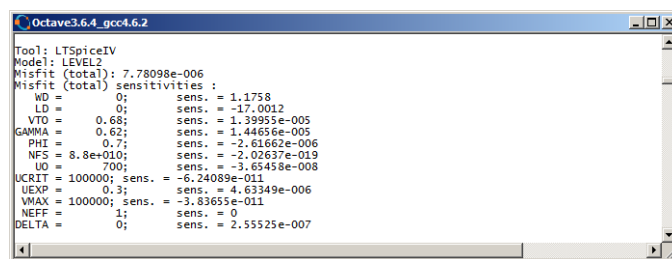 Octave3.6.4_gcc4.6.2
Tool: LTSpiceIV
Model: LEVEL2
Misfit (total): 7.78098e-006
Misfit (total) sensitivities :
WD = 0; sens. = 1.1758
LD = 0; sens. = -17.0012
VTO = 0.68; sens. = 1.39955e-005
GAMMA = 0.62; sens. = 1.44656e-005
PHI = 0.7; sens. = -2.61662e-006
NFS = 8.8e+010; sens. = -2.02637e-019
UO = 700; sens. = -3.65458e-008
UCRIT = 100000; sens. = -6.24089e-011
UEXP = 0.3; sens. = 4.63349e-006
VMAX = 100000; sens. = -3.83655e-011
NEFF = 1; sens. = 0
DELTA = 0; sens. = 2.55525e-007